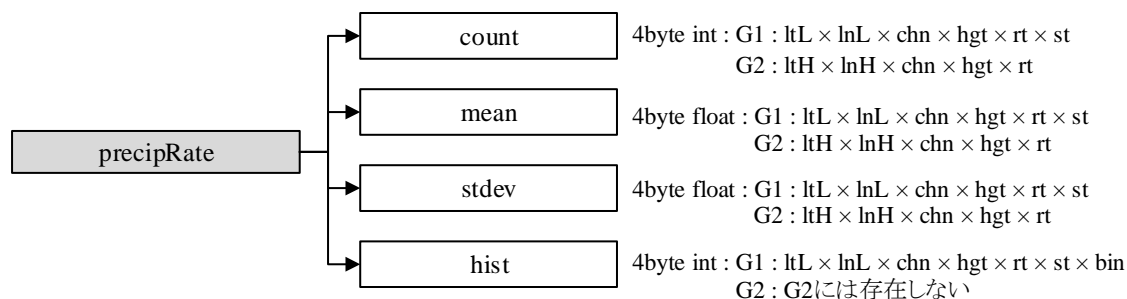 count
4byte int : G1 : ltL × lnL × chn × hgt × rt × st
G2 : ltH × lnH × chn × hgt × rt
mean
4byte float : G1 : ltL × lnL × chn × hgt × rt × st
G2 : ltH × lnH × chn × hgt × rt
precipRate
stdev
4byte float : G1 : ltL × lnL × chn × hgt × rt × st
G2 : ltH × lnH × chn × hgt × rt
hist
4byte int : G1 : ltL × lnL × chn × hgt × rt × st × bin
G2 : G2には存在しない